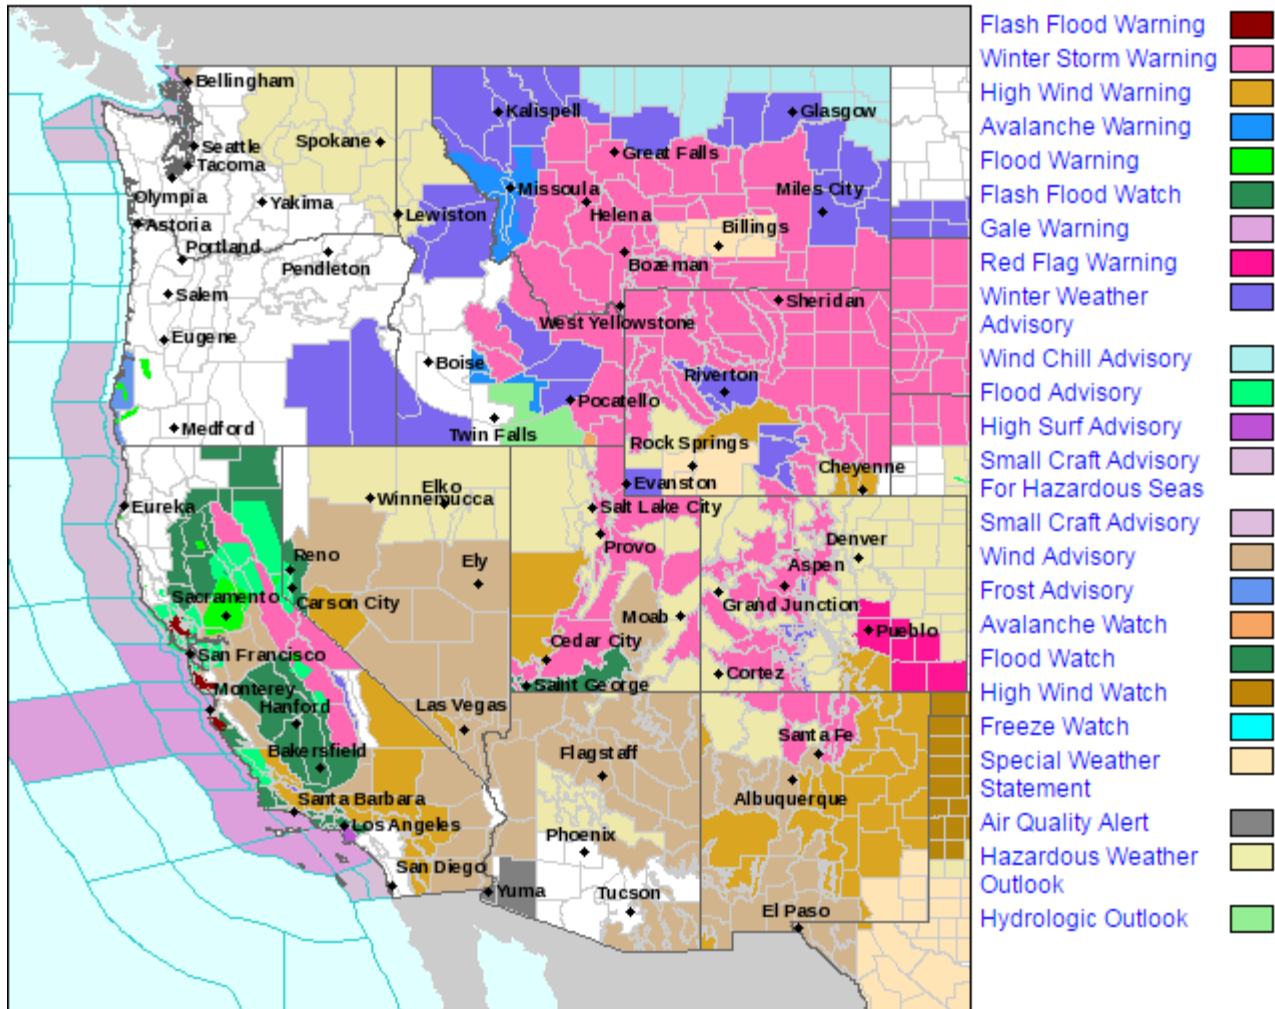 Bellingham
Seattle
Tacoma
Olympia
Astoria
Yakima
Spokane
Lewiston
Portland
Pendleton
Salem
Eugene
Medford
Kalispell
Glasgow
Great Falls
Missoula
Helena
Miles City
Billings
Bozeman
West Yellowstone
Sheridan
Boise
Riverton
Pocatello
Twin Falls
Rock Springs
Evanston
Cheyenne
Eureka
Elko
Winnemucca
Salt Lake City
Provo
Reno
Ely
Denver
Aspen
Sacramento
Carson City
Moab
Grand Junction
Pueblo
San Francisco
Cedar City
Cortez
Monterey
Saint George
Hanford
Las Vegas
Bakersfield
Flagstaff
Santa Fe
Albuquerque
Santa Barbara
Los Angeles
Phoenix
San Diego
Yuma
Tucson
El Paso
Flash Flood Warning
Winter Storm Warning
High Wind Warning
Avalanche Warning
Flood Warning
Flash Flood Watch
Gale Warning
Red Flag Warning
Winter Weather
Advisory
Wind Chill Advisory
Flood Advisory
High Surf Advisory
Small Craft Advisory
For Hazardous Seas
Small Craft Advisory
Wind Advisory
Frost Advisory
Avalanche Watch
Flood Watch
High Wind Watch
Freeze Watch
Special Weather
Statement
Air Quality Alert
Hazardous Weather
Outlook
Hydrologic Outlook